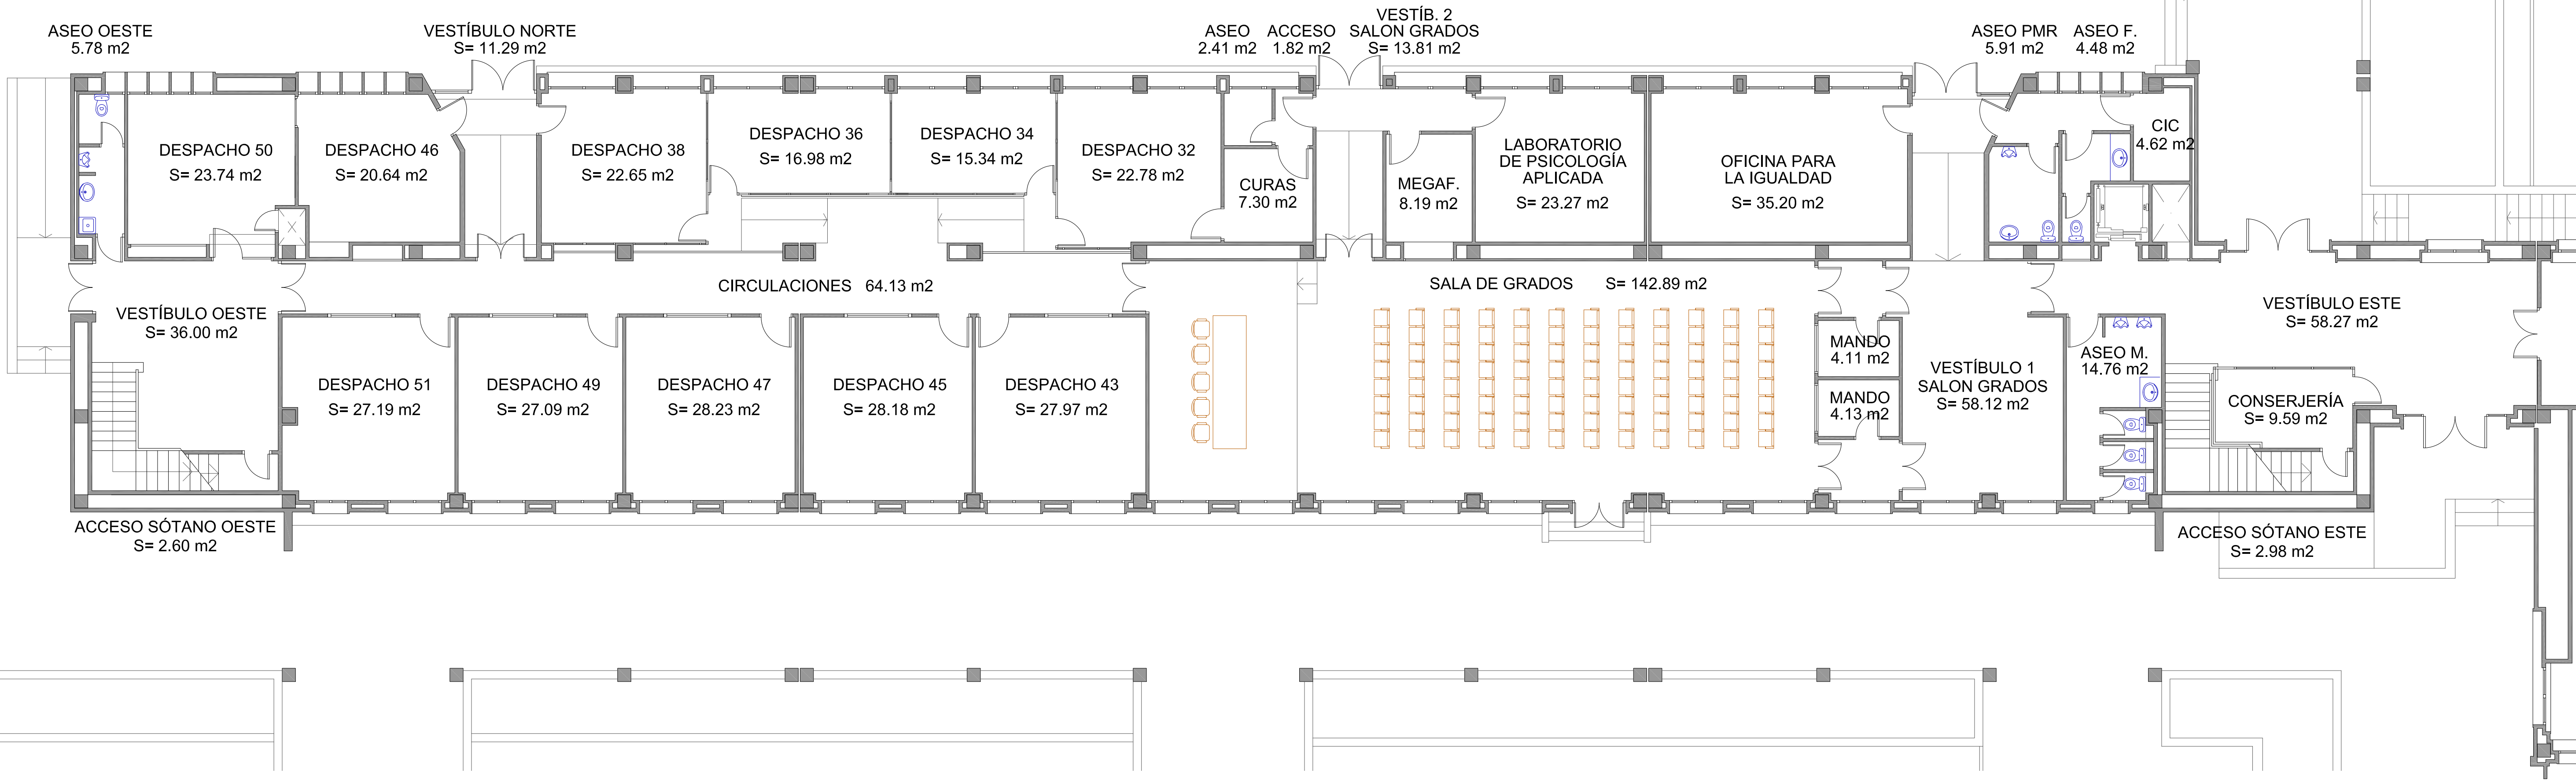 ASEO OESTE
5.78 m2
VESTÍBULO NORTE
S= 11.29 m2
ASEO
2.41 m2
ACCESO
1.82 m2
VESTÍB. 2
SALON GRADOS
S= 13.81 m2
ASEO PMR
5.91 m2
ASEO F.
4.48 m2
DESPACHO 50
S= 23.74 m2
DESPACHO 46
S= 20.64 m2
DESPACHO 38
S= 22.65 m2
DESPACHO 36
S= 16.98 m2
DESPACHO 34
S= 15.34 m2
DESPACHO 32
S= 22.78 m2
CURAS
7.30 m2
MEGAF.
8.19 m2
LABORATORIO
DE PSICOLOGÍA
APLICADA
S= 23.27 m2
OFICINA PARA
LA IGUALDAD
S= 35.20 m2
CIC
4.62 m2
CIRCULACIONES 64.13 m2
SALA DE GRADOS S= 142.89 m2
VESTÍBULO OESTE
S= 36.00 m2
VESTÍBULO ESTE
S= 58.27 m2
DESPACHO 51
S= 27.19 m2
DESPACHO 49
S= 27.09 m2
DESPACHO 47
S= 28.23 m2
DESPACHO 45
S= 28.18 m2
DESPACHO 43
S= 27.97 m2
MANDO
4.11 m2
MANDO
4.13 m2
VESTÍBULO 1
SALON GRADOS
S= 58.12 m2
ASEO M.
14.76 m2
CONSERJERÍA
S= 9.59 m2
ACCESO SÓTANO OESTE
S= 2.60 m2
ACCESO SÓTANO ESTE
S= 2.98 m2